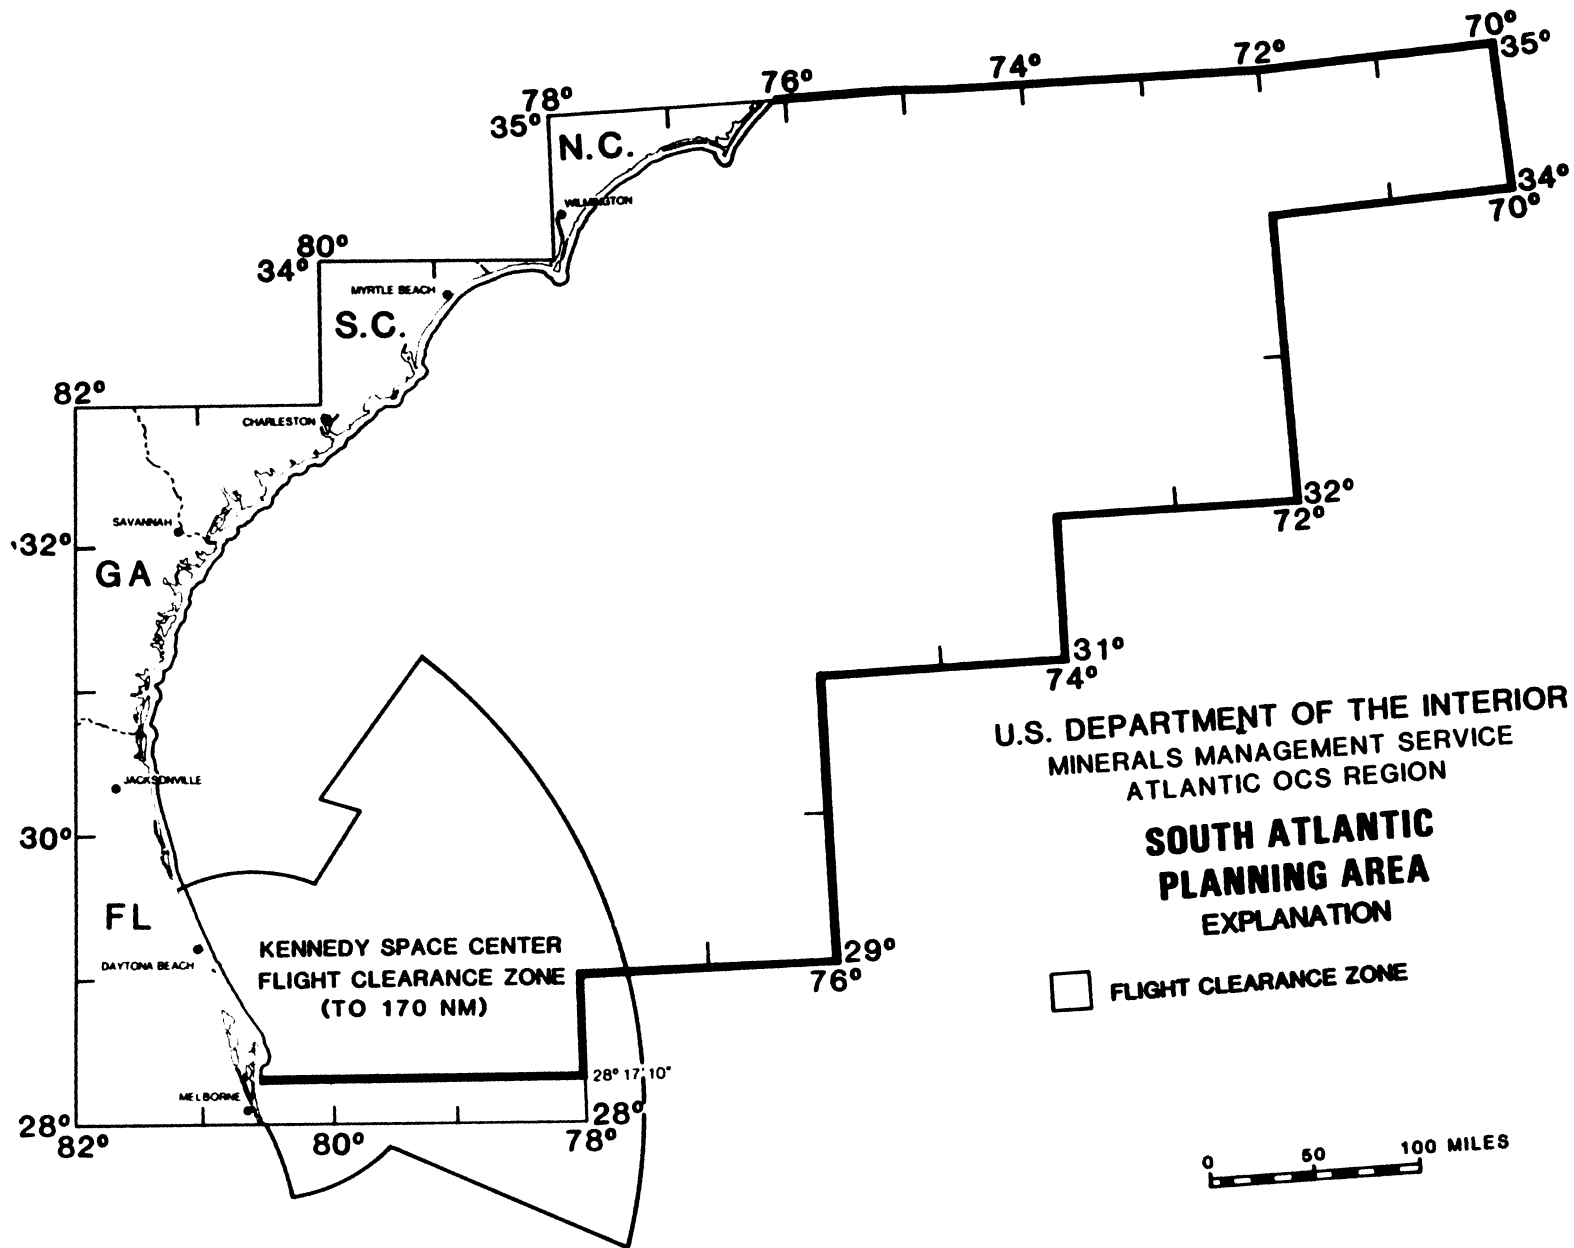 70°
35°
72°
74°
76°
78°
35°
N.C.
WILMINGTON
34°
70°
80°
34°
MYRTLE BEACH
S.C.
82°
CHARLESTON
SAVANNAH
32°
GA
32°
72°
31°
74°
JACKSONVILLE
30°
FL
DAYTONA BEACH
KENNEDY SPACE CENTER
FLIGHT CLEARANCE ZONE
(TO 170 NM)
29°
76°
U.S. DEPARTMENT OF THE INTERIOR
MINERALS MANAGEMENT SERVICE
ATLANTIC OCS REGION
SOUTH ATLANTIC
PLANNING AREA
EXPLANATION
FLIGHT CLEARANCE ZONE
28° 17' 10"
MELBORNE
28°
28°
82°
80°
78°
0 50 100 MILES